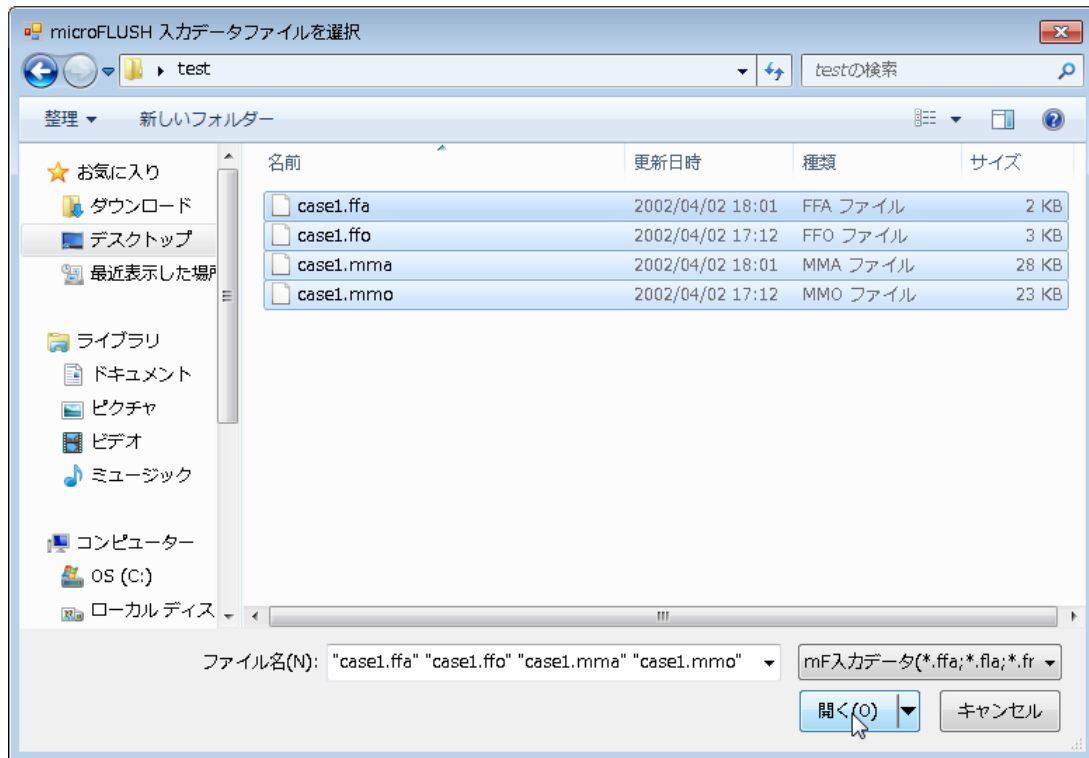 microFLUSH 入力データファイルを選択
test
testの検索
整理
新しいフォルダー
名前 更新日時 種類 サイズ
お気に入り
ダウンロード
デスクトップ
最近表示した場所
ライブラリ
ドキュメント
ピクチャ
ビデオ
ミュージック
コンピューター
OS (C:)
ローカル ディス
case1.ffa 2002/04/02 18:01 FFA ファイル 2 KB
case1.ffo 2002/04/02 17:12 FFO ファイル 3 KB
case1.mma 2002/04/02 18:01 MMA ファイル 28 KB
case1.mmo 2002/04/02 17:12 MMO ファイル 23 KB
ファイル名(N): "case1.ffa" "case1.ffo" "case1.mma" "case1.mmo" mF入力データ(*.ffa;*.fla;*.fr
開く(O) キャンセル